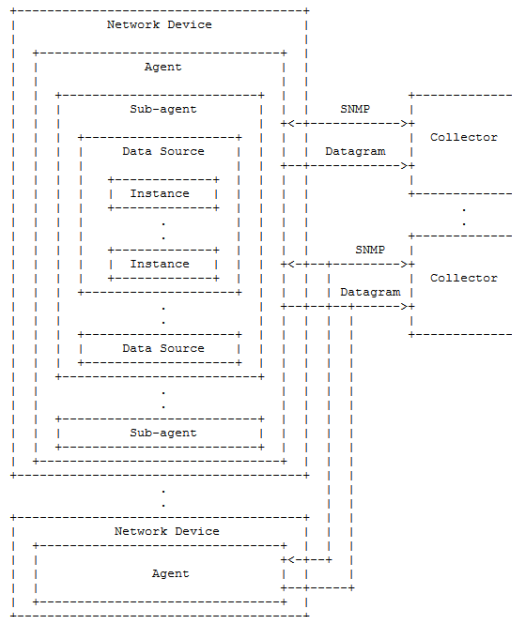 Network Device
Agent
Sub-agent
SNMP
Data Source
Datagram
Collector
Instance
Instance
SNMP
Datagram
Collector
Data Source
Sub-agent
Network Device
Agent